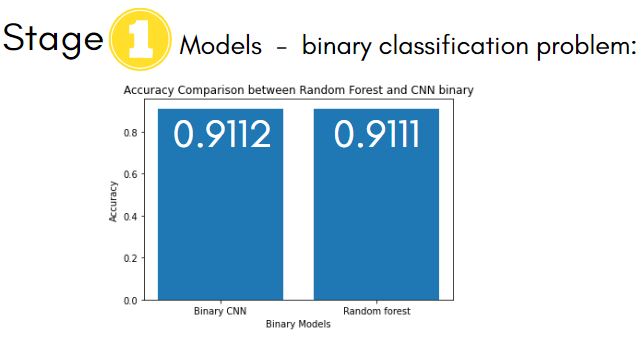 Stage 1 Models - binary classification problem:
Accuracy Comparison between Random Forest and CNN binary
0.9112 0.9111
0.8
0.6
0.4
0.2
0.0
Accuracy
Binary CNN Random forest
Binary Models